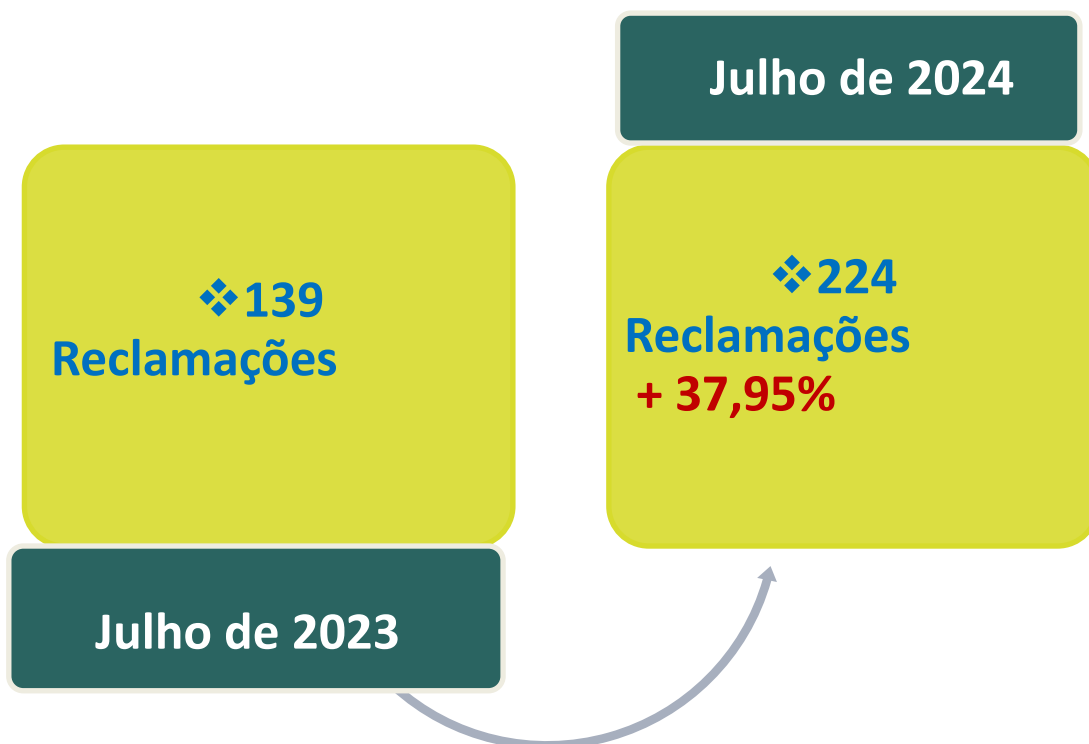 Julho de 2024
❖139
Reclamações
Julho de 2023
❖224
Reclamações
+ 37,95%